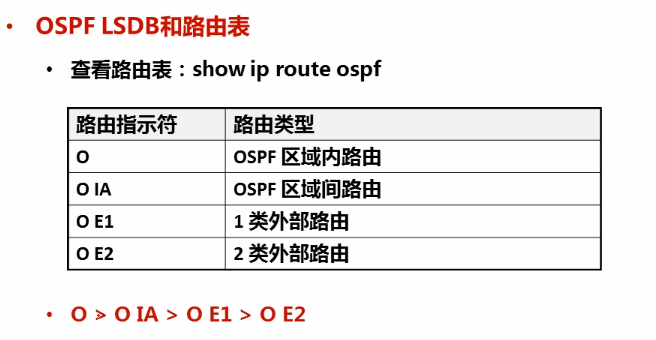 • OSPF LSDB和路由表
• 查看路由表：show ip route ospf
路由指示符 路由类型
O OSPF 区域内路由
O IA OSPF 区域间路由
O E1 1 类外部路由
O E2 2 类外部路由
• O > O IA > O E1 > O E2